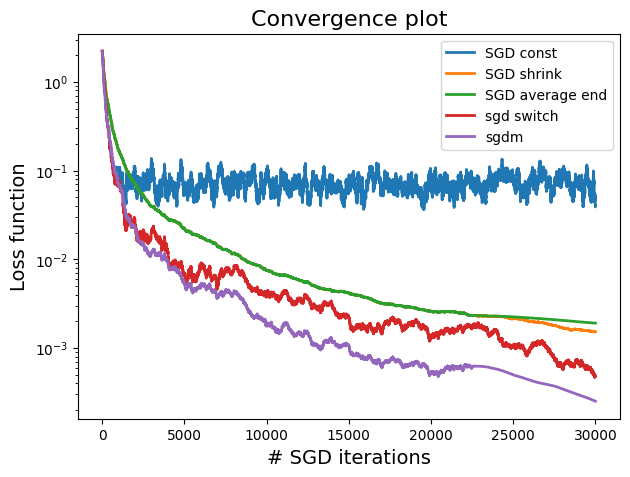 Convergence plot
SGD const
SGD shrink
SGD average end
sgd switch
sgdm
Loss function
10⁰
10⁻¹
10⁻²
10⁻³
0 5000 10000 15000 20000 25000 30000
# SGD iterations